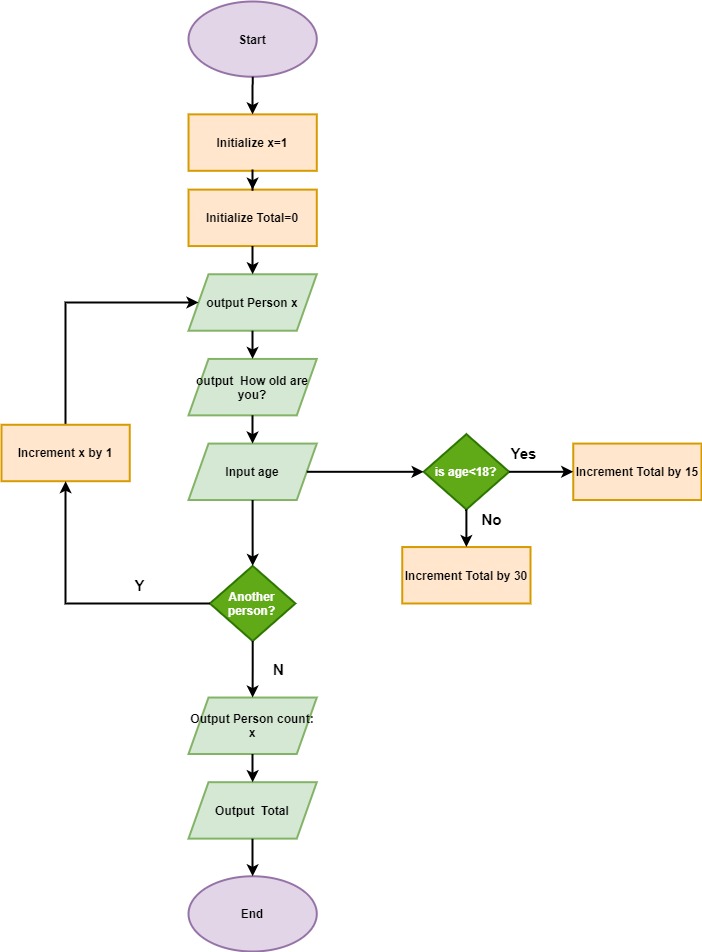 Start
Initialize x=1
Initialize Total=0
output Person x
output How old are
you?
Input age
is age<18?
Yes
Increment Total by 15
No
Increment Total by 30
Increment x by 1
Y
Another
person?
N
Output Person count:
x
Output Total
End